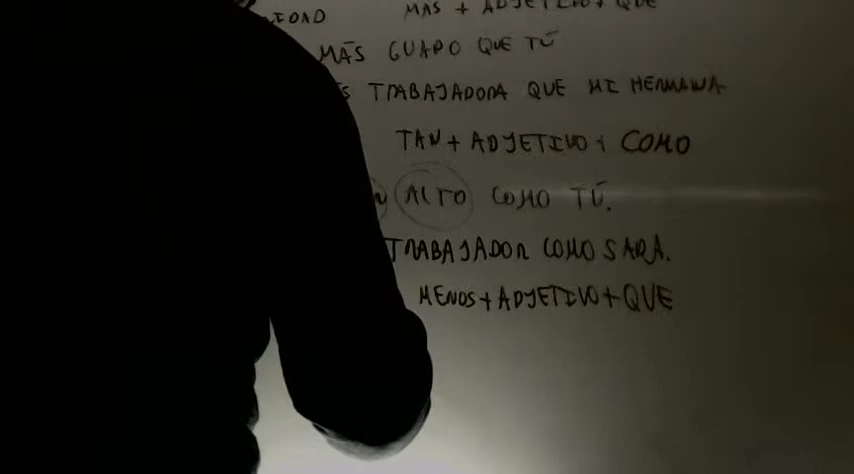 MÁS + ADJETIVO + QUE
MÁS GUAPO QUE TÚ
TRABAJADORA QUE MI HERMANA
TAN + ADJETIVO + COMO
ALTO COMO TÚ.
TRABAJADOR COMO SARA.
MENOS + ADJETIVO + QUE